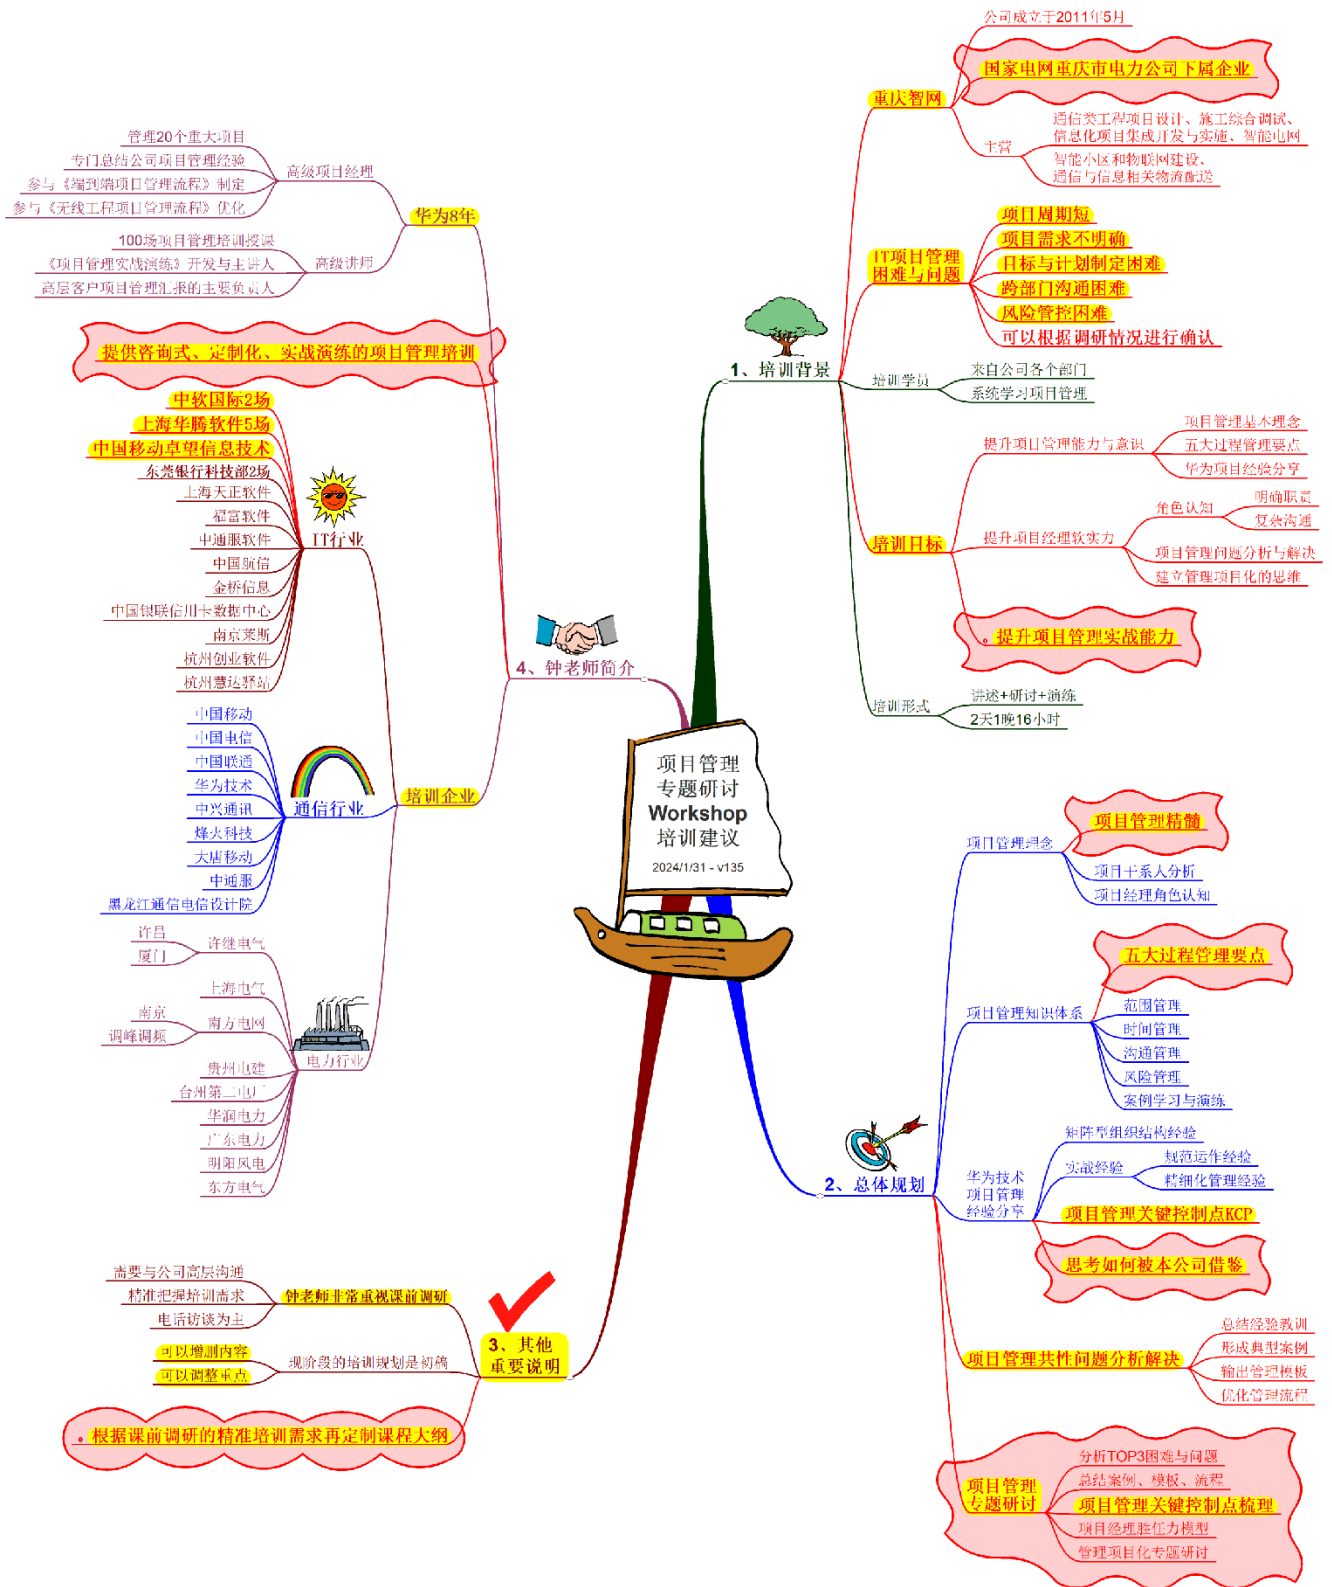 项目管理
专题研讨
Workshop
培训建议
2024/1/31 - v135
1、培训背景
重庆智网
公司成立于2011年5月
国家电网重庆市电力公司下属企业
主营
通信类工程项目设计、施工综合调试、
信息化项目集成开发与实施、智能电网
智能小区和物联网建设、
通信与信息相关物流配送
IT项目管理
困难与问题
项目周期短
项目需求不明确
目标与计划制定困难
跨部门沟通困难
风险管控困难
可以根据调研情况进行确认
培训学员
来自公司各个部门
系统学习项目管理
培训目标
提升项目管理能力与意识
项目管理基本理念
五大过程管理要点
华为项目经验分享
提升项目经理软实力
角色认知
明确职责
复杂沟通
项目管理问题分析与解决
建立管理项目化的思维
。提升项目管理实战能力
培训形式
讲述+研讨+演练
2天1晚16小时
2、总体规划
项目管理理念
项目管理精髓
项目干系人分析
项目经理角色认知
项目管理知识体系
五大过程管理要点
范围管理
时间管理
沟通管理
风险管理
案例学习与演练
华为技术
项目管理
经验分享
矩阵型组织结构经验
实战经验
规范运作经验
精细化管理经验
项目管理关键控制点KCP
思考如何被本公司借鉴
项目管理共性问题分析解决
总结经验教训
形成典型案例
输出管理模板
优化管理流程
项目管理
专题研讨
分析TOP3困难与问题
总结案例、模板、流程
项目管理关键控制点梳理
项目经理胜任力模型
管理项目化专题研讨
3、其他
重要说明
钟老师非常重视课前调研
需要与公司高层沟通
精准把握培训需求
电话访谈为主
现阶段的培训规划是初稿
可以增删内容
可以调整重点
。根据课前调研的精准培训需求再定制课程大纲
4、钟老师简介
华为8年
高级项目经理
管理20个重大项目
专门总结公司项目管理经验
参与《端到端项目管理流程》制定
参与《无线工程项目管理流程》优化
高级讲师
100场项目管理培训授课
《项目管理实战演练》开发与主讲人
高层客户项目管理汇报的主要负责人
提供咨询式、定制化、实战演练的项目管理培训
培训企业
IT行业
中软国际2场
上海华腾软件5场
中国移动卓望信息技术
东莞银行科技部2场
上海天正软件
福富软件
中通服软件
中国航信
金桥信息
中国银联信用卡数据中心
南京莱斯
杭州创业软件
杭州慧达驿站
通信行业
中国移动
中国电信
中国联通
华为技术
中兴通讯
烽火科技
大唐移动
中通服
黑龙江通信电信设计院
电力行业
许继电气
许昌
厦门
上海电气
南方电网
南京
调峰调频
贵州电建
台州第二电厂
华润电力
广东电力
明阳风电
东方电气